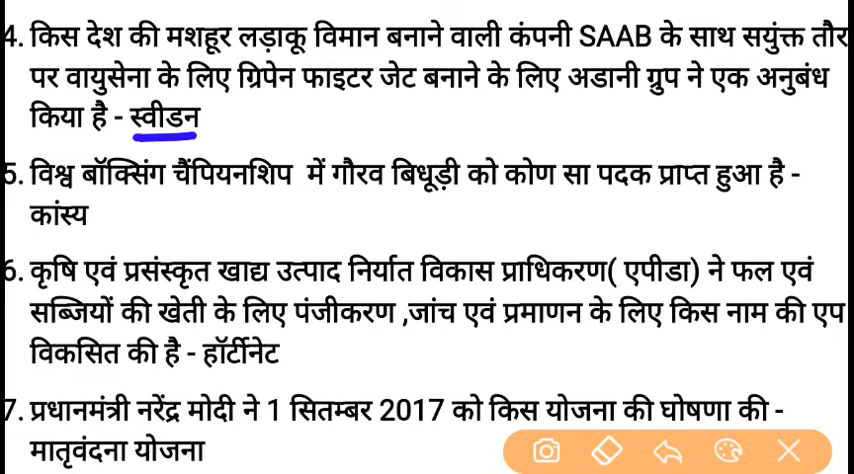 4. किस देश की मशहूर लड़ाकू विमान बनाने वाली कंपनी SAAB के साथ सयुंक्त तौर
पर वायुसेना के लिए ग्रिपेन फाइटर जेट बनाने के लिए अडानी ग्रुप ने एक अनुबंध
किया है - स्वीडन
5. विश्व बॉक्सिंग चैंपियनशिप में गौरव बिधूड़ी को कोण सा पदक प्राप्त हुआ है -
कांस्य
6. कृषि एवं प्रसंस्कृत खाद्य उत्पाद निर्यात विकास प्राधिकरण( एपीडा) ने फल एवं
सब्जियों की खेती के लिए पंजीकरण ,जांच एवं प्रमाणन के लिए किस नाम की एप
विकसित की है - हॉर्टीनेट
7. प्रधानमंत्री नरेंद्र मोदी ने 1 सितम्बर 2017 को किस योजना की घोषणा की -
मातृवंदना योजना